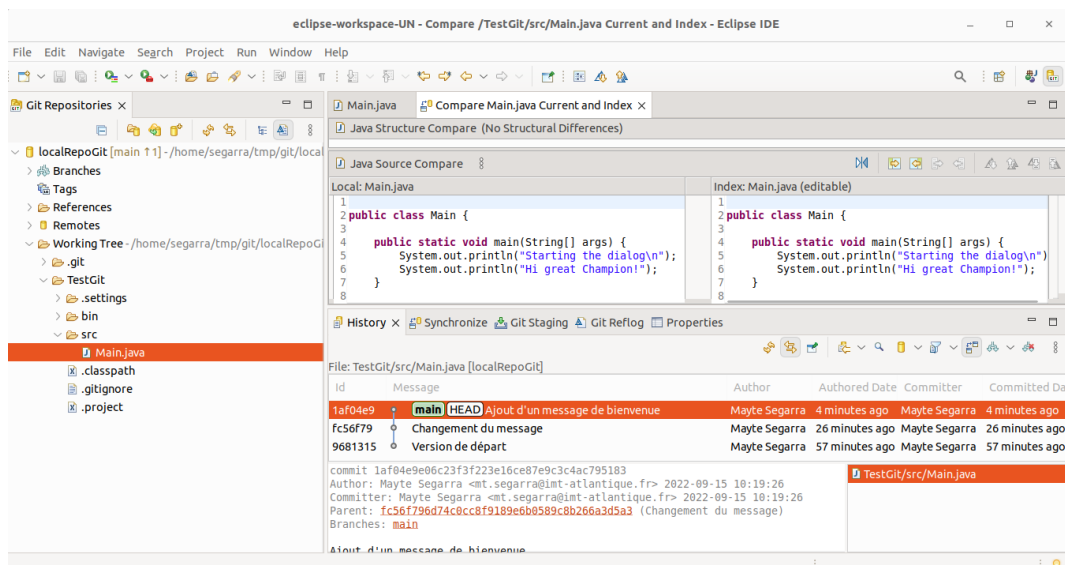 eclipse-workspace-UN - Compare /TestGit/src/Main.java Current and Index - Eclipse IDE
File Edit Navigate Search Project Run Window Help
Git Repositories
localRepoGit [main ↑1] - /home/segarra/tmp/git/local
Branches
Tags
References
Remotes
Working Tree - /home/segarra/tmp/git/localRepoGi
.git
TestGit
.settings
bin
src
Main.java
.classpath
.gitignore
.project
Main.java Compare Main.java Current and Index
Java Structure Compare (No Structural Differences)
Java Source Compare
Local: Main.java
1
2 public class Main {
3
4 public static void main(String[] args) {
5 System.out.println("Starting the dialog\n");
6 System.out.println("Hi great Champion!");
7 }
8
Index: Main.java (editable)
1
2 public class Main {
3
4 public static void main(String[] args) {
5 System.out.println("Starting the dialog\n")
6 System.out.println("Hi great Champion!");
7 }
8
History Synchronize Git Staging Git Reflog Properties
File: TestGit/src/Main.java [localRepoGit]
Id Message Author Authored Date Committer Committed Da
1af04e9 main HEAD Ajout d'un message de bienvenue Mayte Segarra 4 minutes ago Mayte Segarra 4 minutes ago
fc56f79 Changement du message Mayte Segarra 26 minutes ago Mayte Segarra 26 minutes ago
9681315 Version de départ Mayte Segarra 57 minutes ago Mayte Segarra 57 minutes ago
commit 1af04e9e06c23f3f223e16ce87e9c3c4ac795183
Author: Mayte Segarra <mt.segarra@imt-atlantique.fr> 2022-09-15 10:19:26
Committer: Mayte Segarra <mt.segarra@imt-atlantique.fr> 2022-09-15 10:19:26
Parent: fc56f796d74c0cc8f9189e6b0589c8b266a3d5a3 (Changement du message)
Branches: main
Ajout d'un message de bienvenue
TestGit/src/Main.java